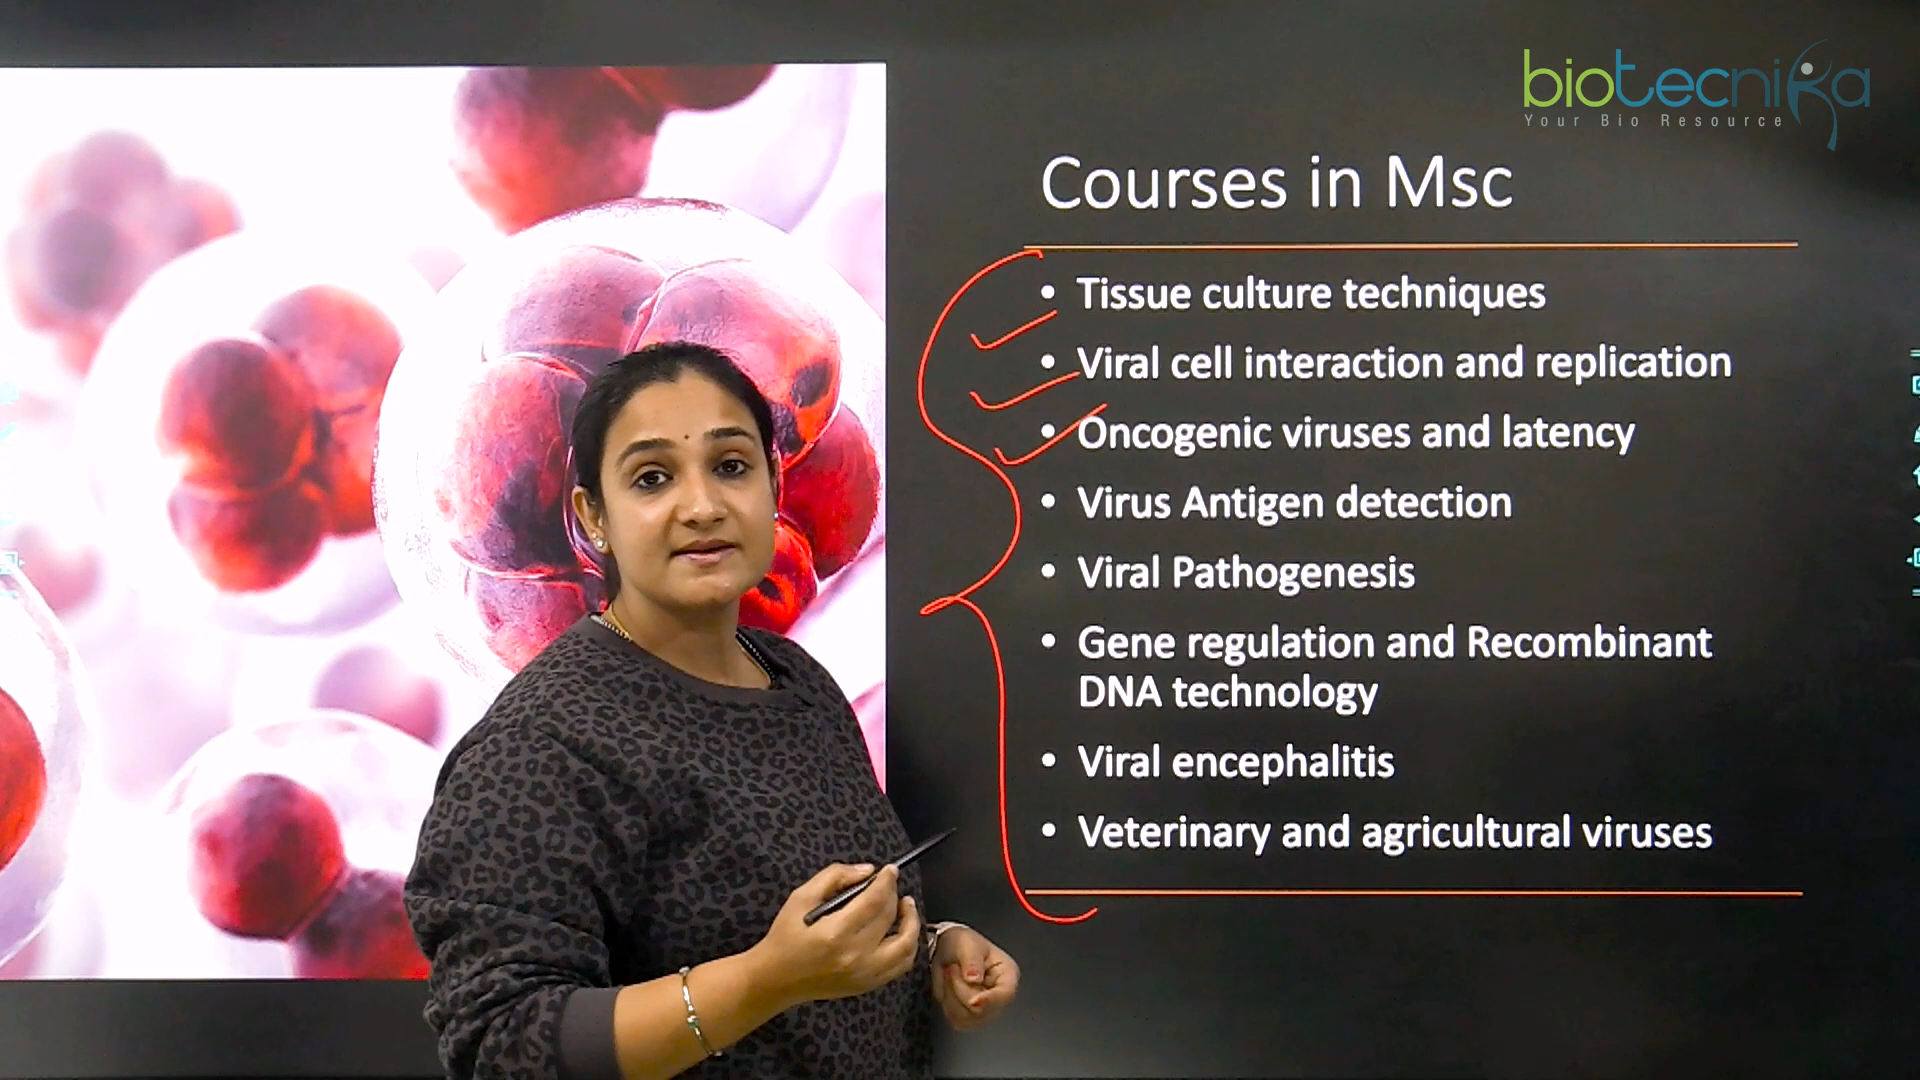 biotecnika
Your Bio Resource
Courses in Msc
• Tissue culture techniques
• Viral cell interaction and replication
• Oncogenic viruses and latency
• Virus Antigen detection
• Viral Pathogenesis
• Gene regulation and Recombinant
DNA technology
• Viral encephalitis
• Veterinary and agricultural viruses